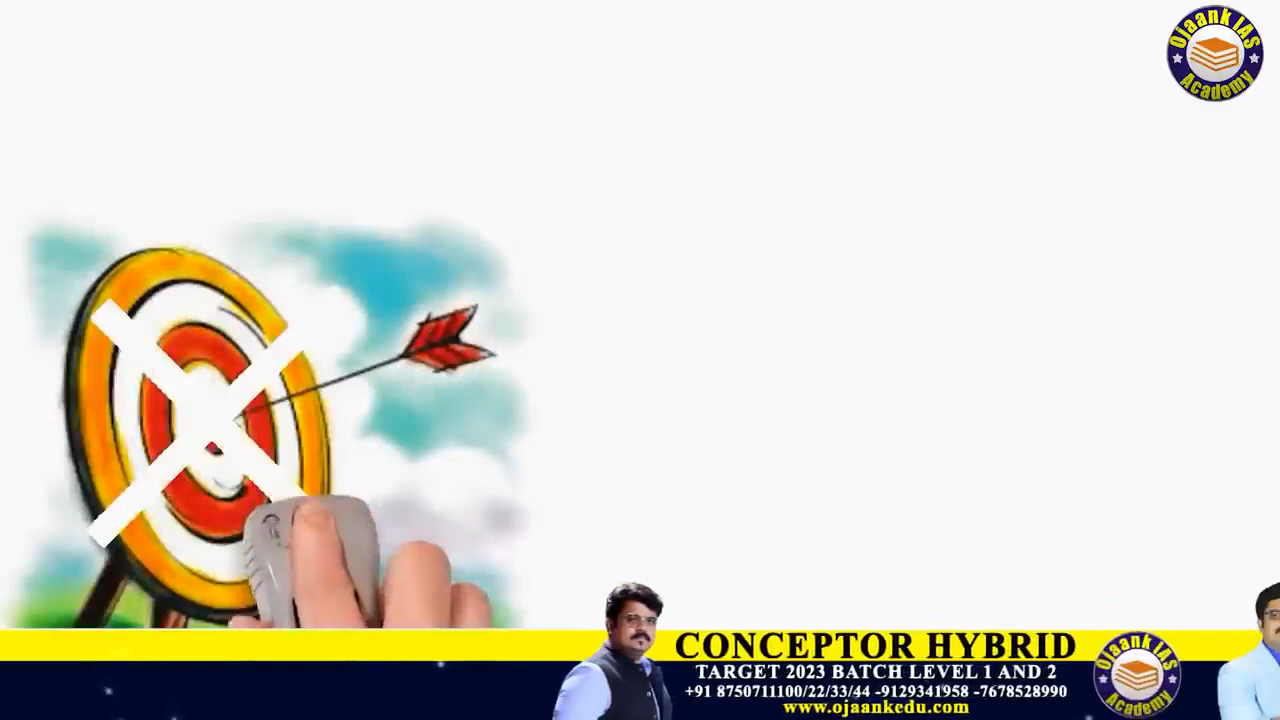 Ojaank IAS
Academy
CONCEPTOR HYBRID
TARGET 2023 BATCH LEVEL 1 AND 2
+91 8750711100/22/33/44 -9129341958 -7678528990
www.ojaankedu.com
Ojaank IAS
Academy